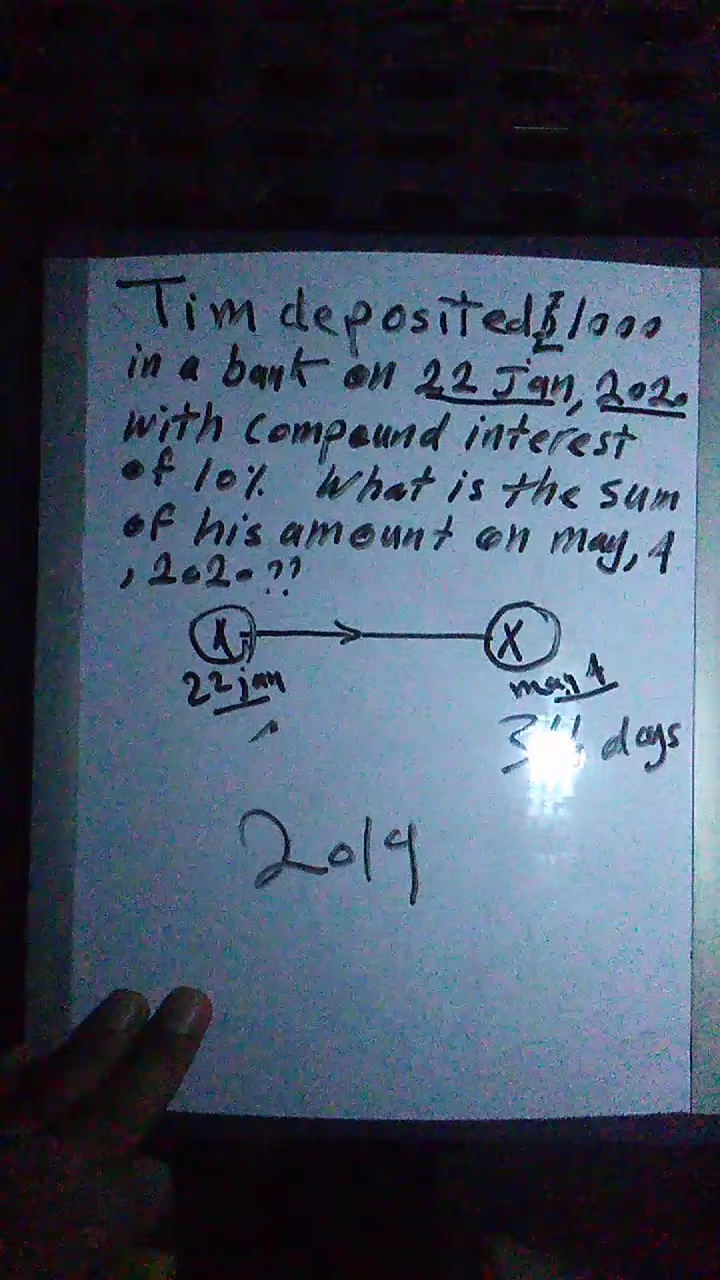 Tim deposited $1000
in a bank on 22 Jan, 2020
with compound interest
of 10%. What is the sum
of his amount on may, 4
, 2020??
X X
22 jan may 4
days
2019